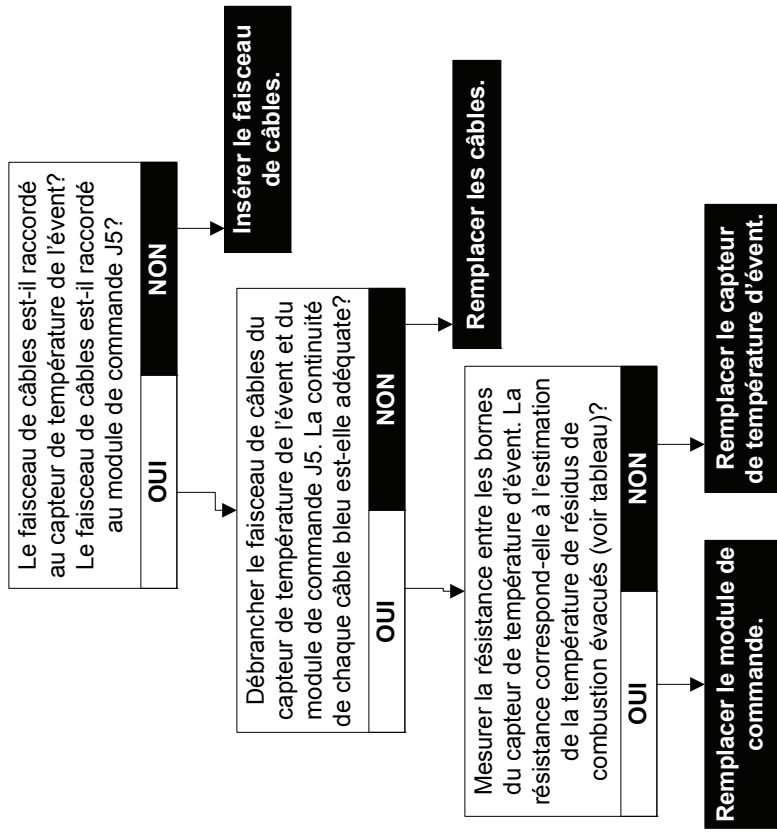 Le faisceau de câbles est-il raccordé
au capteur de température de l'évent?
Le faisceau de câbles est-il raccordé
au module de commande J5?
OUI
NON
Insérer le faisceau
de câbles.
Débrancher le faisceau de câbles du
capteur de température de l'évent et du
module de commande J5. La continuité
de chaque câble bleu est-elle adéquate?
OUI
NON
Remplacer les câbles.
Mesurer la résistance entre les bornes
du capteur de température d'évent. La
résistance correspond-elle à l'estimation
de la température de résidus de
combustion évacués (voir tableau)?
OUI
NON
Remplacer le module de
commande.
Remplacer le capteur
de température d'évent.